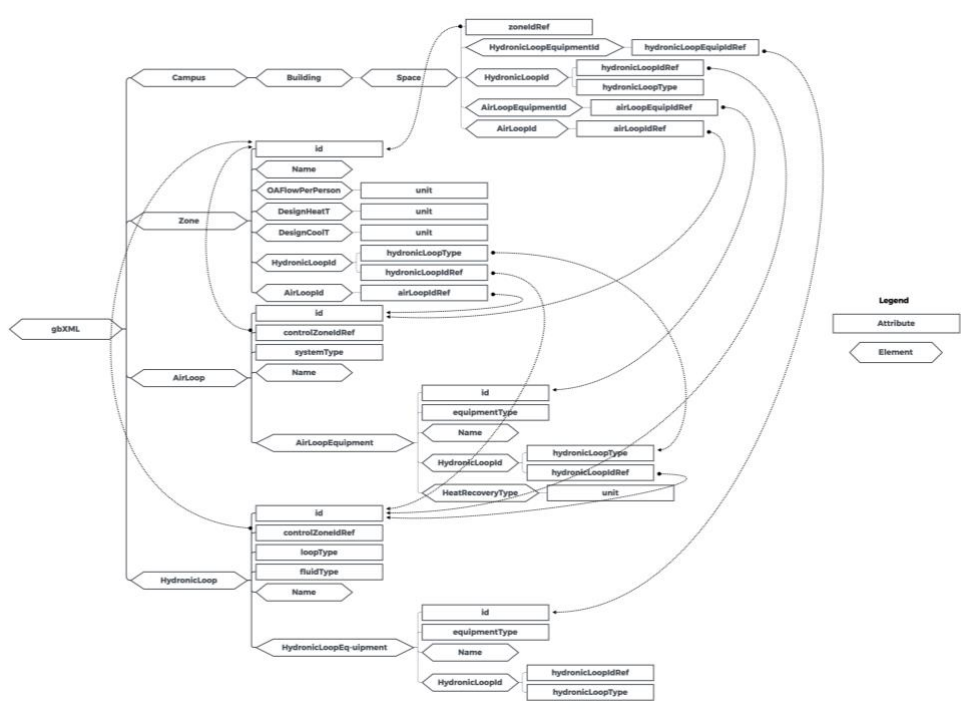 zoneIdRef
HydronicLoopEquipmentId
hydronicLoopEquipIdRef
Campus
Building
Space
HydronicLoopId
hydronicLoopIdRef
hydronicLoopType
AirLoopEquipmentId
airLoopEquipIdRef
AirLoopId
airLoopIdRef
id
Name
OAFlowPerPerson
unit
Zone
DesignHeatT
unit
DesignCoolT
unit
HydronicLoopId
hydronicLoopType
hydronicLoopIdRef
AirLoopId
airLoopIdRef
gbXML
id
controlZoneIdRef
systemType
Name
AirLoop
AirLoopEquipment
id
equipmentType
Name
HydronicLoopId
hydronicLoopType
hydronicLoopIdRef
HeatRecoveryType
unit
id
controlZoneIdRef
loopType
fluidType
HydronicLoop
Name
HydronicLoopEq-uipment
id
equipmentType
Name
HydronicLoopId
hydronicLoopIdRef
hydronicLoopType
Legend
Attribute
Element